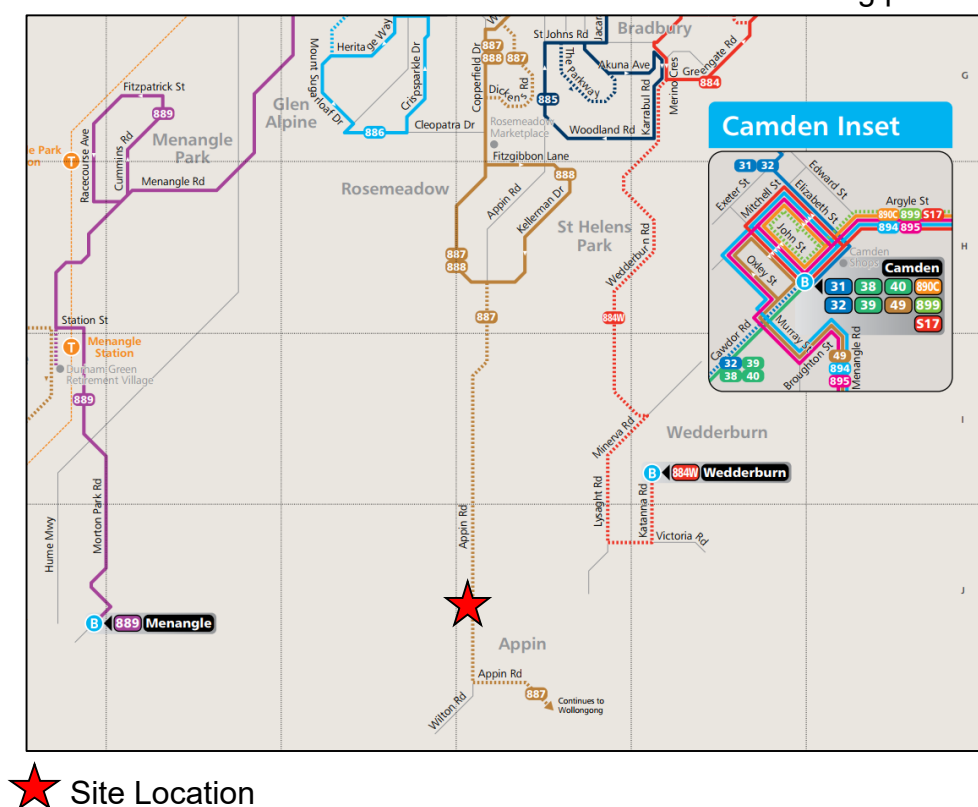 Heritage Way
Mount Sugarloaf Dr
Crispsparkle Dr
Glen
Alpine
886
Cleopatra Dr
Copperfield Dr
887
888
887
Dickens Rd
Rosemeadow
Marketplace
Fitzgibbon Lane
888
Appin Rd
Kellerman Dr
Rosemeadow
887
888
887
St Johns Rd
Bradbury
The Parkway
Akuna Ave
885
Woodland Rd
Karrabul Rd
Merino Cres
Greengate Rd
884
G
Fitzpatrick St
889
Menangle
Park
Racecourse Ave
Cummins Rd
Menangle Rd
T
St Helens
Park
Wedderburn Rd
884W
H
Station St
T
Menangle
Station
Durham Green
Retirement Village
889
Hume Mwy
Morton Park Rd
B
889
Menangle
Minerva Rd
Wedderburn
B
884W
Wedderburn
Lysaght Rd
Katanna Rd
Victoria Rd
I
J
Appin Rd
Appin
Appin Rd
887
Continues to
Wollongong
Wilton Rd
Camden Inset
31 32
Exeter St
Mitchell St
Elizabeth St
Edward St
John St
Oxley St
Argyle St
890C 899 S17
894 895
Camden
Shops
B
Camden
31 38 40 890C
32 39 49 899
S17
Cawdor Rd
Murray St
Broughton St
Menangle Rd
32 39
38 40
49
894
895
Site Location